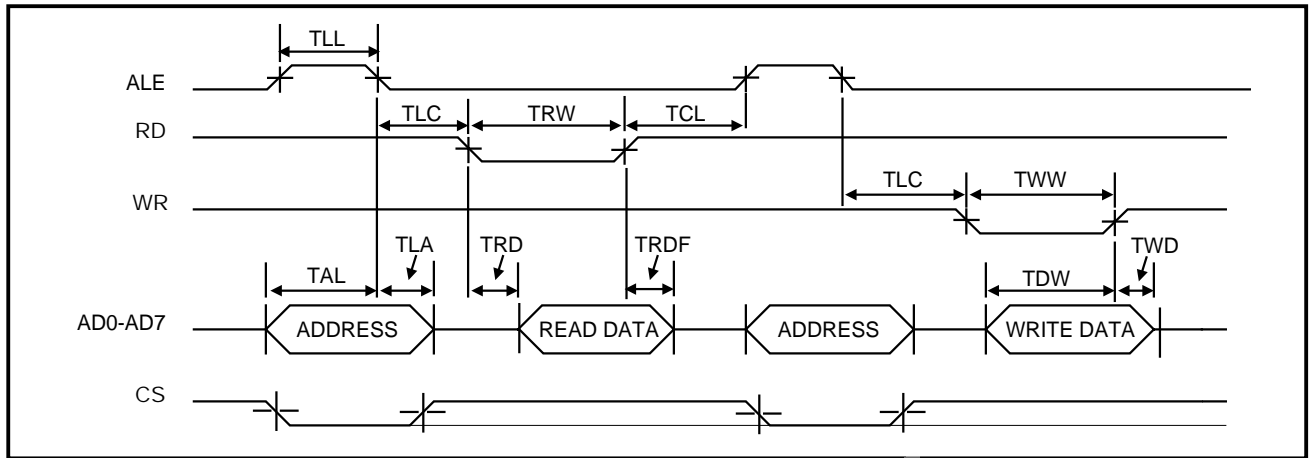 TLL
ALE
TLC TRW TCL
RD
TLC TWW
WR
TLA TRD TRDF TWD
TAL TDW
AD0-AD7 ADDRESS READ DATA ADDRESS WRITE DATA
CS